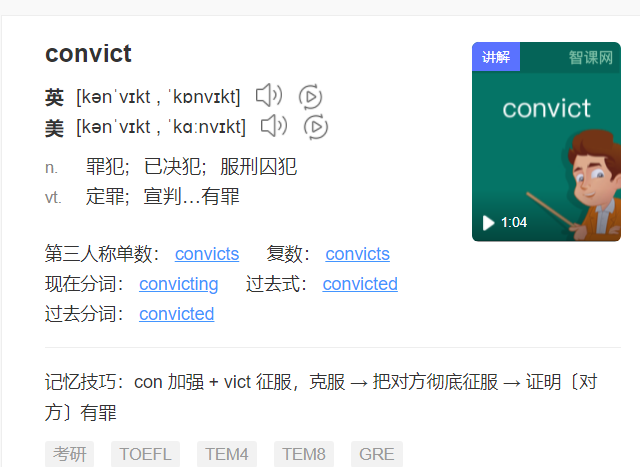 convict
讲解
智课网
convict
1:04
英 [kənˈvɪkt , ˈkɒnvɪkt]
美 [kənˈvɪkt , ˈkɑːnvɪkt]
n. 罪犯；已决犯；服刑囚犯
vt. 定罪；宣判…有罪
第三人称单数： convicts 复数： convicts
现在分词： convicting 过去式： convicted
过去分词： convicted
记忆技巧：con 加强 + vict 征服，克服 → 把对方彻底征服 → 证明〔对
方〕有罪
考研 TOEFL TEM4 TEM8 GRE